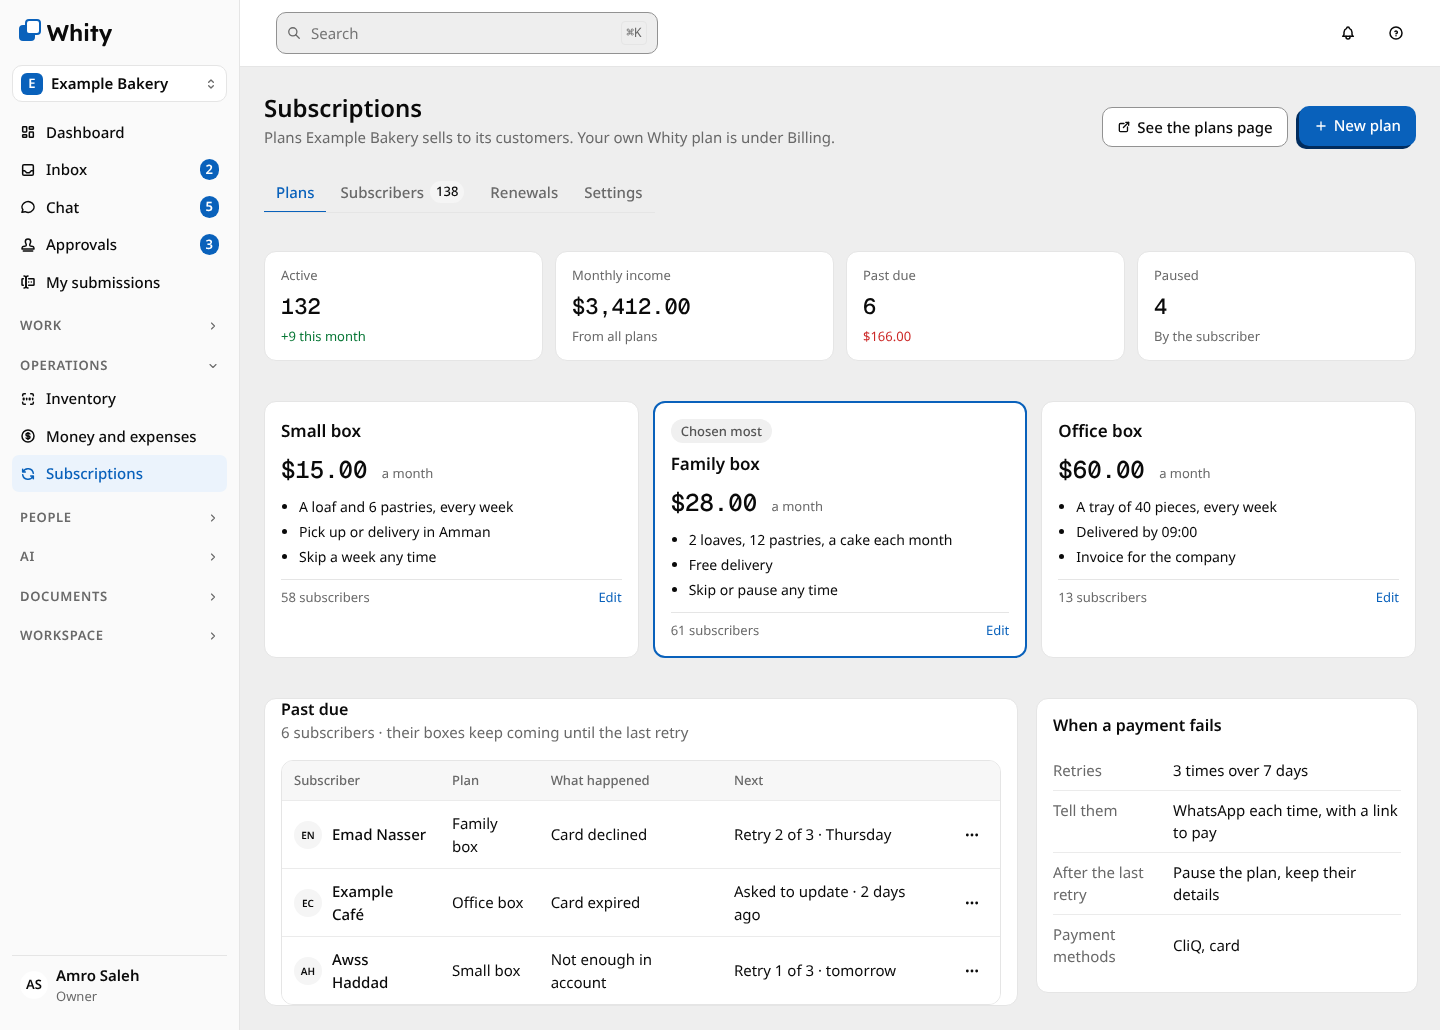 Whity
E Example Bakery
Dashboard
Inbox 2
Chat 5
Approvals 3
My submissions
WORK
OPERATIONS
Inventory
Money and expenses
Subscriptions
PEOPLE
AI
DOCUMENTS
WORKSPACE
AS Amro Saleh
Owner
Search ⌘K
Subscriptions
Plans Example Bakery sells to its customers. Your own Whity plan is under Billing.
See the plans page
+ New plan
Plans Subscribers 138 Renewals Settings
Active
132
+9 this month
Monthly income
$3,412.00
From all plans
Past due
6
$166.00
Paused
4
By the subscriber
Small box
$15.00 a month
• A loaf and 6 pastries, every week
• Pick up or delivery in Amman
• Skip a week any time
58 subscribers Edit
Chosen most
Family box
$28.00 a month
• 2 loaves, 12 pastries, a cake each month
• Free delivery
• Skip or pause any time
61 subscribers Edit
Office box
$60.00 a month
• A tray of 40 pieces, every week
• Delivered by 09:00
• Invoice for the company
13 subscribers Edit
Past due
6 subscribers · their boxes keep coming until the last retry
Subscriber Plan What happened Next
EN Emad Nasser Family box Card declined Retry 2 of 3 · Thursday
EC Example Café Office box Card expired Asked to update · 2 days ago
AH Awss Haddad Small box Not enough in account Retry 1 of 3 · tomorrow
When a payment fails
Retries 3 times over 7 days
Tell them WhatsApp each time, with a link to pay
After the last retry Pause the plan, keep their details
Payment methods CliQ, card